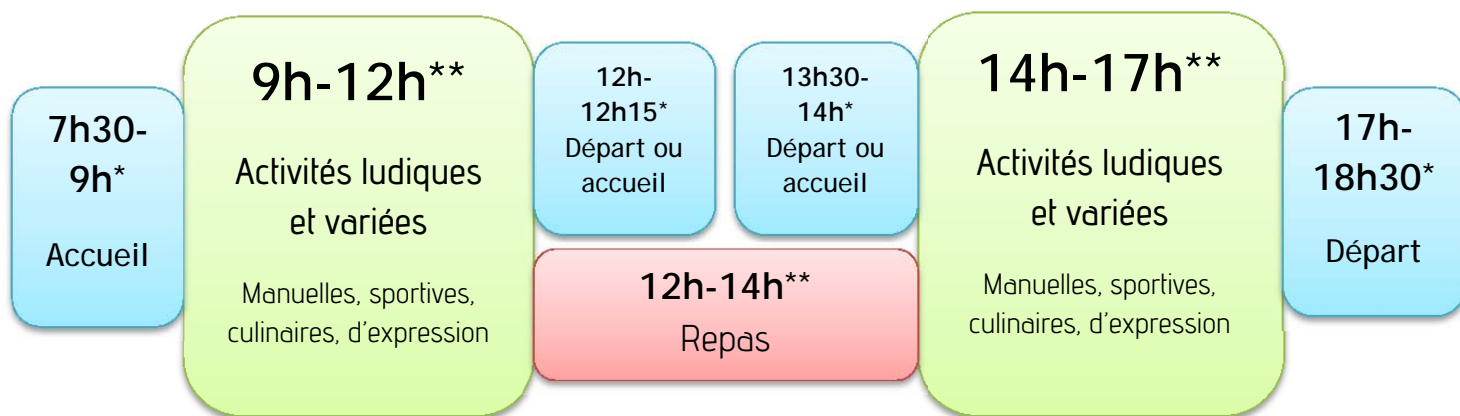 7h30-
9h*
Accueil
9h-12h**
Activités ludiques
et variées
Manuelles, sportives,
culinaires, d'expression
12h-
12h15*
Départ ou
accueil
13h30-
14h*
Départ ou
accueil
12h-14h**
Repas
14h-17h**
Activités ludiques
et variées
Manuelles, sportives,
culinaires, d'expression
17h-
18h30*
Départ